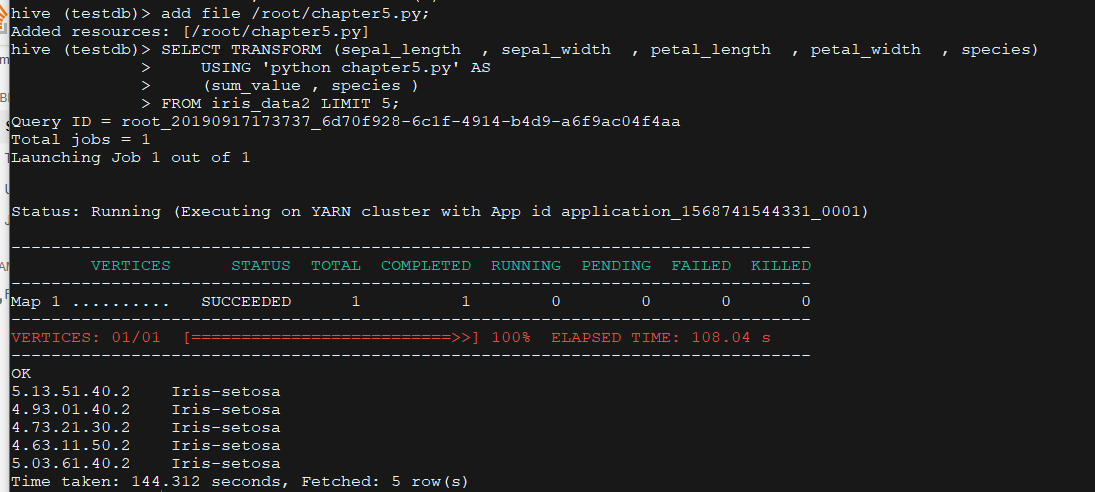 hive (testdb)> add file /root/chapter5.py;
Added resources: [/root/chapter5.py]
hive (testdb)> SELECT TRANSFORM (sepal_length  , sepal_width  , petal_length  , petal_width  , species)
             >     USING 'python chapter5.py' AS
             >     (sum_value , species )
             > FROM iris_data2 LIMIT 5;
Query ID = root_20190917173737_6d70f928-6c1f-4914-b4d9-a6f9ac04f4aa
Total jobs = 1
Launching Job 1 out of 1
Status: Running (Executing on YARN cluster with App id application_1568741544331_0001)
--------------------------------------------------------------------------------
        VERTICES      STATUS  TOTAL  COMPLETED  RUNNING  PENDING  FAILED  KILLED
--------------------------------------------------------------------------------
Map 1 ..........   SUCCEEDED      1          1        0        0       0       0
--------------------------------------------------------------------------------
VERTICES: 01/01  [==========================>>] 100%  ELAPSED TIME: 108.04 s
--------------------------------------------------------------------------------
OK
5.13.51.40.2    Iris-setosa
4.93.01.40.2    Iris-setosa
4.73.21.30.2    Iris-setosa
4.63.11.50.2    Iris-setosa
5.03.61.40.2    Iris-setosa
Time taken: 144.312 seconds, Fetched: 5 row(s)